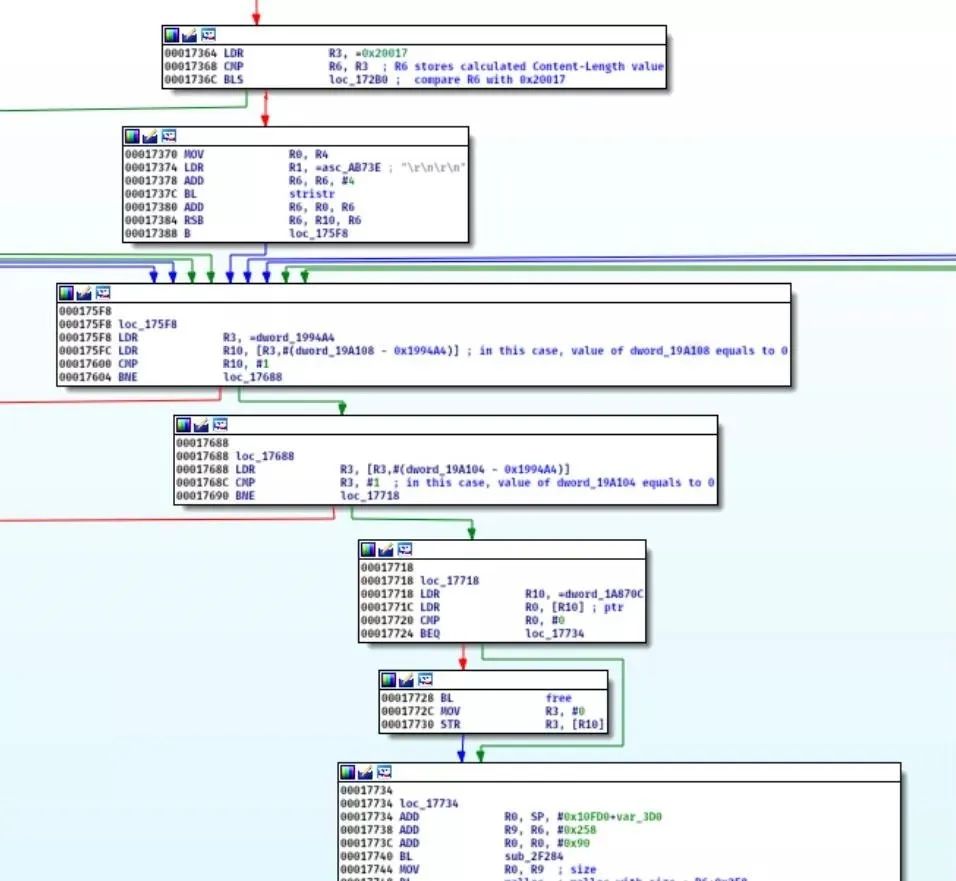 00017364 LDR R3, =0x20017
00017368 CMP R6, R3 ; R6 stores calculated Content-Length value
0001736C BLS loc_172B0 ; compare R6 with 0x20017
00017370 MOV R0, R4
00017374 LDR R1, =asc_AB73E ; "\r\n\r\n"
00017378 ADD R6, R6, #4
0001737C BL stristr
00017380 ADD R6, R0, R6
00017384 RSB R6, R10, R6
00017388 B loc_175F8
000175F8
000175F8 loc_175F8
000175F8 LDR R3, =dword_1994A4
000175FC LDR R10, [R3,#(dword_19A108 - 0x1994A4)] ; in this case, value of dword_19A108 equals to 0
00017600 CMP R10, #1
00017604 BNE loc_17688
00017688
00017688 loc_17688
00017688 LDR R3, [R3,#(dword_19A104 - 0x1994A4)]
0001768C CMP R3, #1 ; in this case, value of dword_19A104 equals to 0
00017690 BNE loc_17718
00017718
00017718 loc_17718
00017718 LDR R10, =dword_1A870C
0001771C LDR R0, [R10] ; ptr
00017720 CMP R0, #0
00017724 BEQ loc_17734
00017728 BL free
0001772C MOV R3, #0
00017730 STR R3, [R10]
00017734
00017734 loc_17734
00017734 ADD R0, SP, #0x10FD0+var_3D0
00017738 ADD R9, R6, #0x258
0001773C ADD R0, R0, #0x90
00017740 BL sub_2F284
00017744 MOV R0, R9 ; size